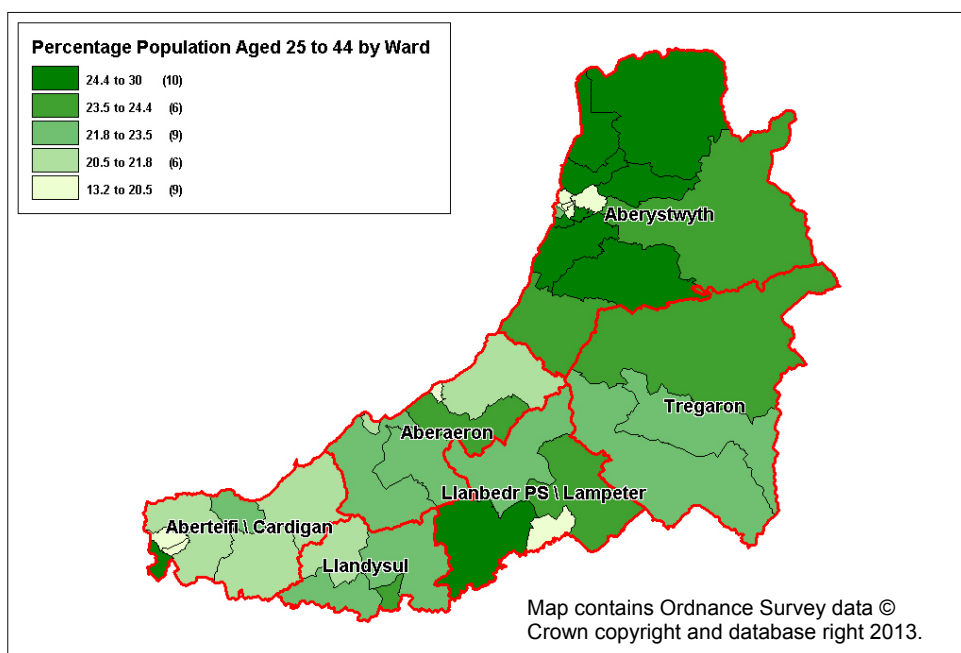 Percentage Population Aged 25 to 44 by Ward
24.4 to 30 (10)
23.5 to 24.4 (6)
21.8 to 23.5 (9)
20.5 to 21.8 (6)
13.2 to 20.5 (9)
Aberystwyth
Tregaron
Aberaeron
Llanbedr PS \ Lampeter
Aberteifi \ Cardigan
Llandysul
Map contains Ordnance Survey data ©
Crown copyright and database right 2013.